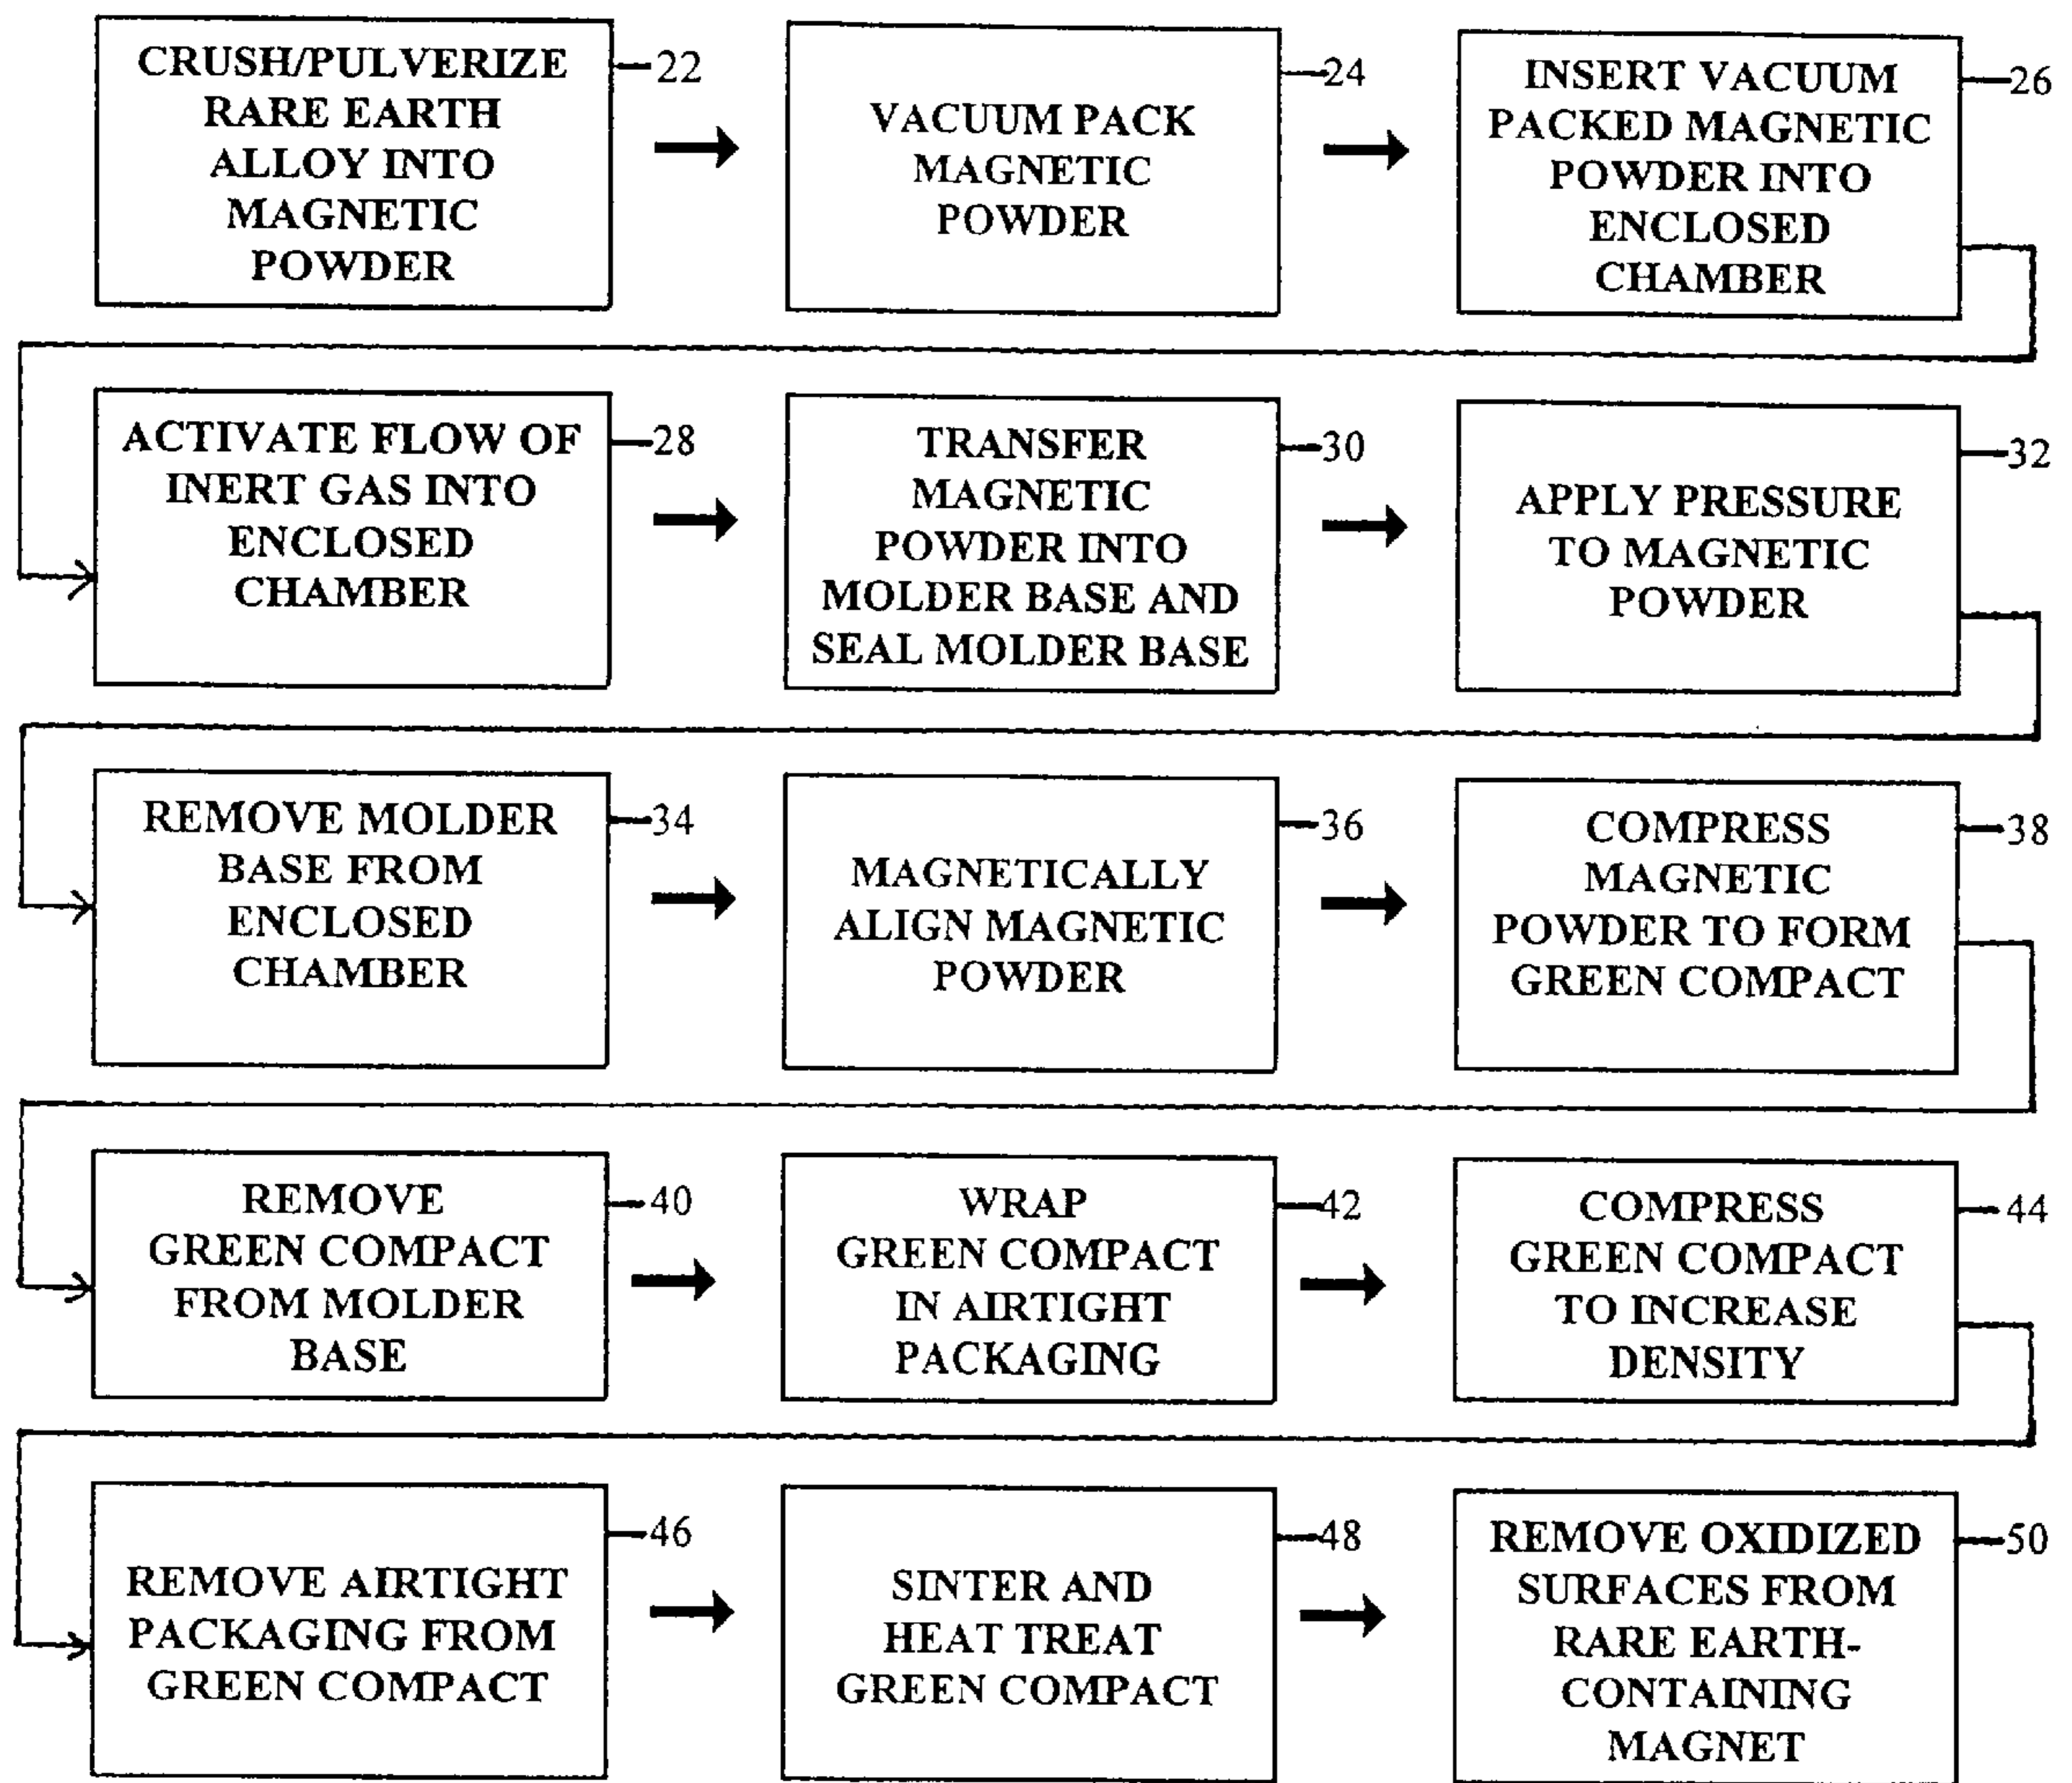 CRUSH/PULVERIZE
RARE EARTH
ALLOY INTO
MAGNETIC
POWDER
22
VACUUM PACK
MAGNETIC
POWDER
24
INSERT VACUUM
PACKED MAGNETIC
POWDER INTO
ENCLOSED
CHAMBER
26
ACTIVATE FLOW OF
INERT GAS INTO
ENCLOSED
CHAMBER
28
TRANSFER
MAGNETIC
POWDER INTO
MOLDER BASE AND
SEAL MOLDER BASE
30
APPLY PRESSURE
TO MAGNETIC
POWDER
32
REMOVE MOLDER
BASE FROM
ENCLOSED
CHAMBER
34
MAGNETICALLY
ALIGN MAGNETIC
POWDER
36
COMPRESS
MAGNETIC
POWDER TO FORM
GREEN COMPACT
38
REMOVE
GREEN COMPACT
FROM MOLDER
BASE
40
WRAP
GREEN COMPACT
IN AIRTIGHT
PACKAGING
42
COMPRESS
GREEN COMPACT
TO INCREASE
DENSITY
44
REMOVE AIRTIGHT
PACKAGING FROM
GREEN COMPACT
46
SINTER AND
HEAT TREAT
GREEN COMPACT
48
REMOVE OXIDIZED
SURFACES FROM
RARE EARTH-
CONTAINING
MAGNET
50